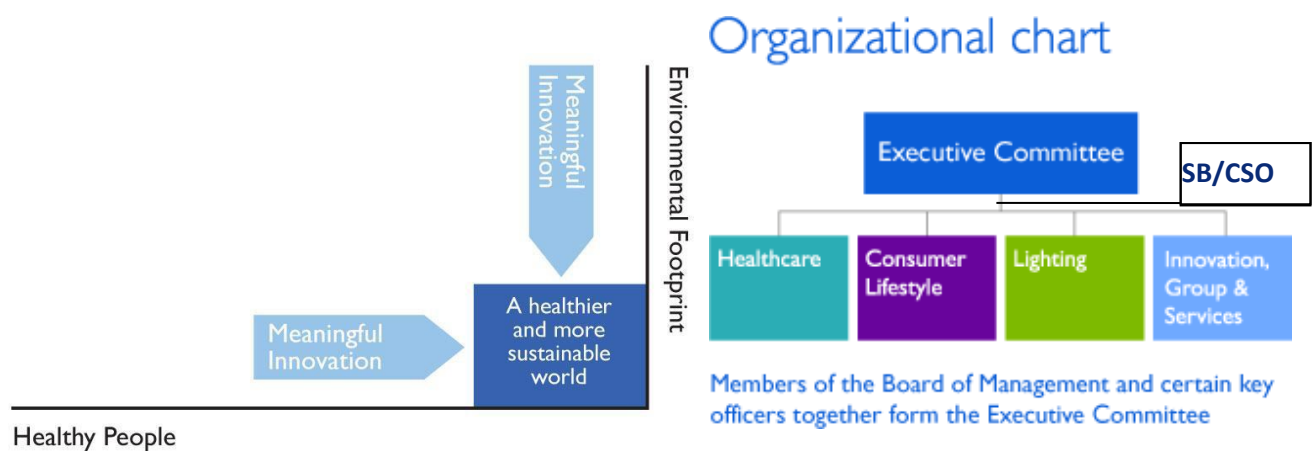 Meaningful
Innovation
Environmental Footprint
Meaningful
Innovation
A healthier
and more
sustainable
world
Healthy People
Organizational chart
Executive Committee
SB/CSO
Healthcare
Consumer
Lifestyle
Lighting
Innovation,
Group &
Services
Members of the Board of Management and certain key
officers together form the Executive Committee